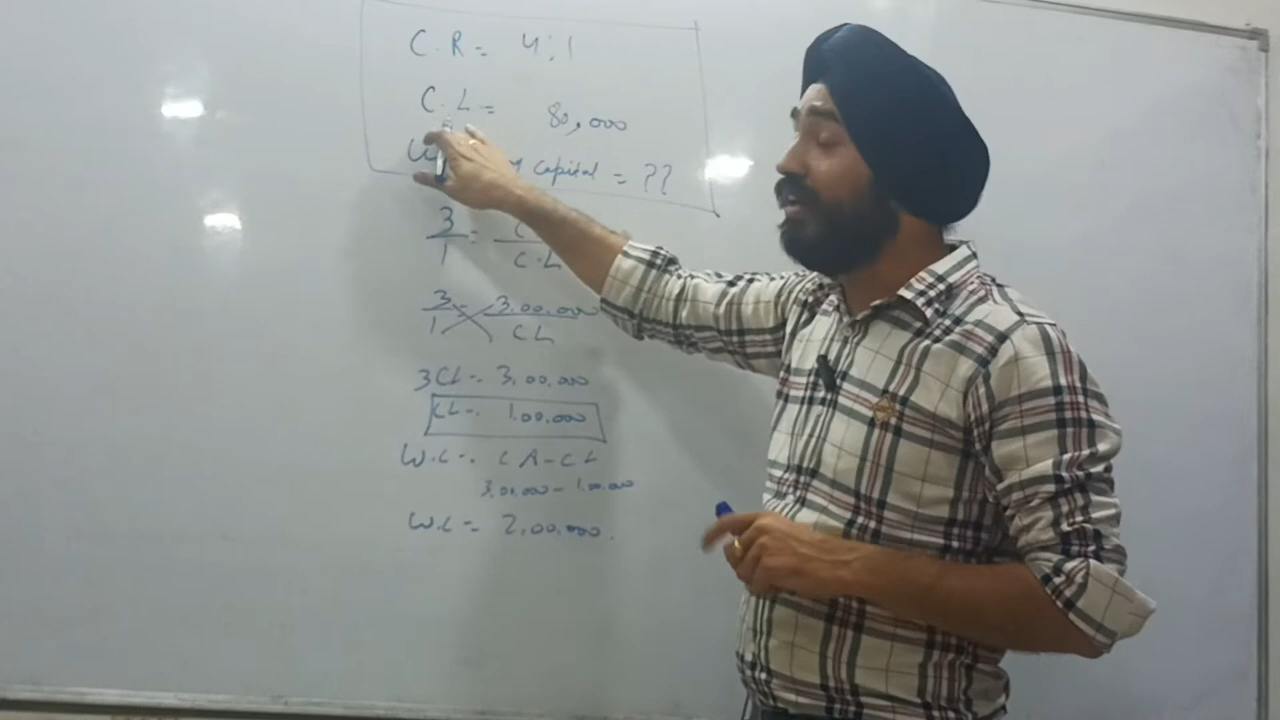 C.R = 4:1
C.L = 80,000
capital = ??
3/1 = C/C.L
3/1 = 3,00,000/CL
3CL = 3,00,000
CL = 1,00,000
W.C = CA-CL
3,00,000 - 1,00,000
W.C = 2,00,000.